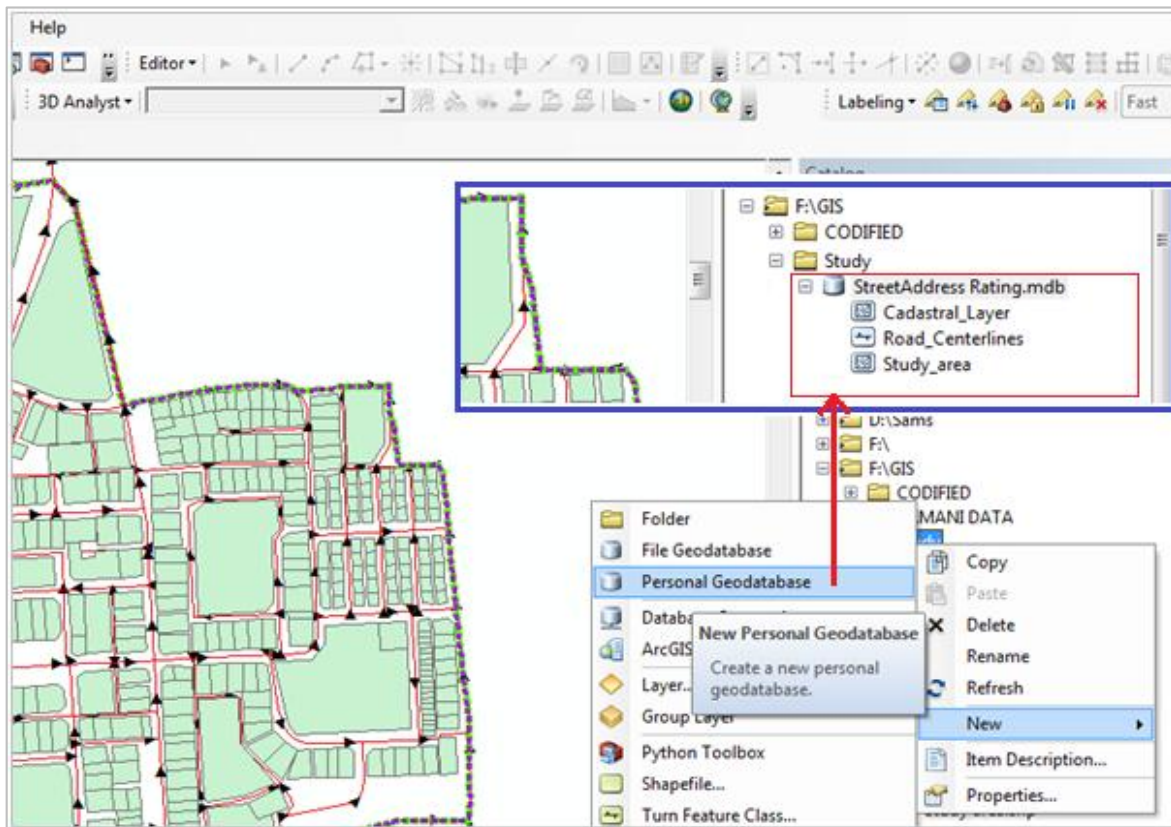 Help
Editor
3D Analyst
Labeling
Fast
Catalog
F:\GIS
CODIFIED
Study
StreetAddress Rating.mdb
Cadastral_Layer
Road_Centerlines
Study_area
D:\Sams
F:\
F:\GIS
CODIFIED
MANI DATA
Folder
File Geodatabase
Personal Geodatabase
New Personal Geodatabase
Create a new personal
geodatabase.
ArcGIS
Layer...
Group Layer
Python Toolbox
Shapefile...
Turn Feature Class...
Copy
Paste
Delete
Rename
Refresh
New
Item Description...
Properties...